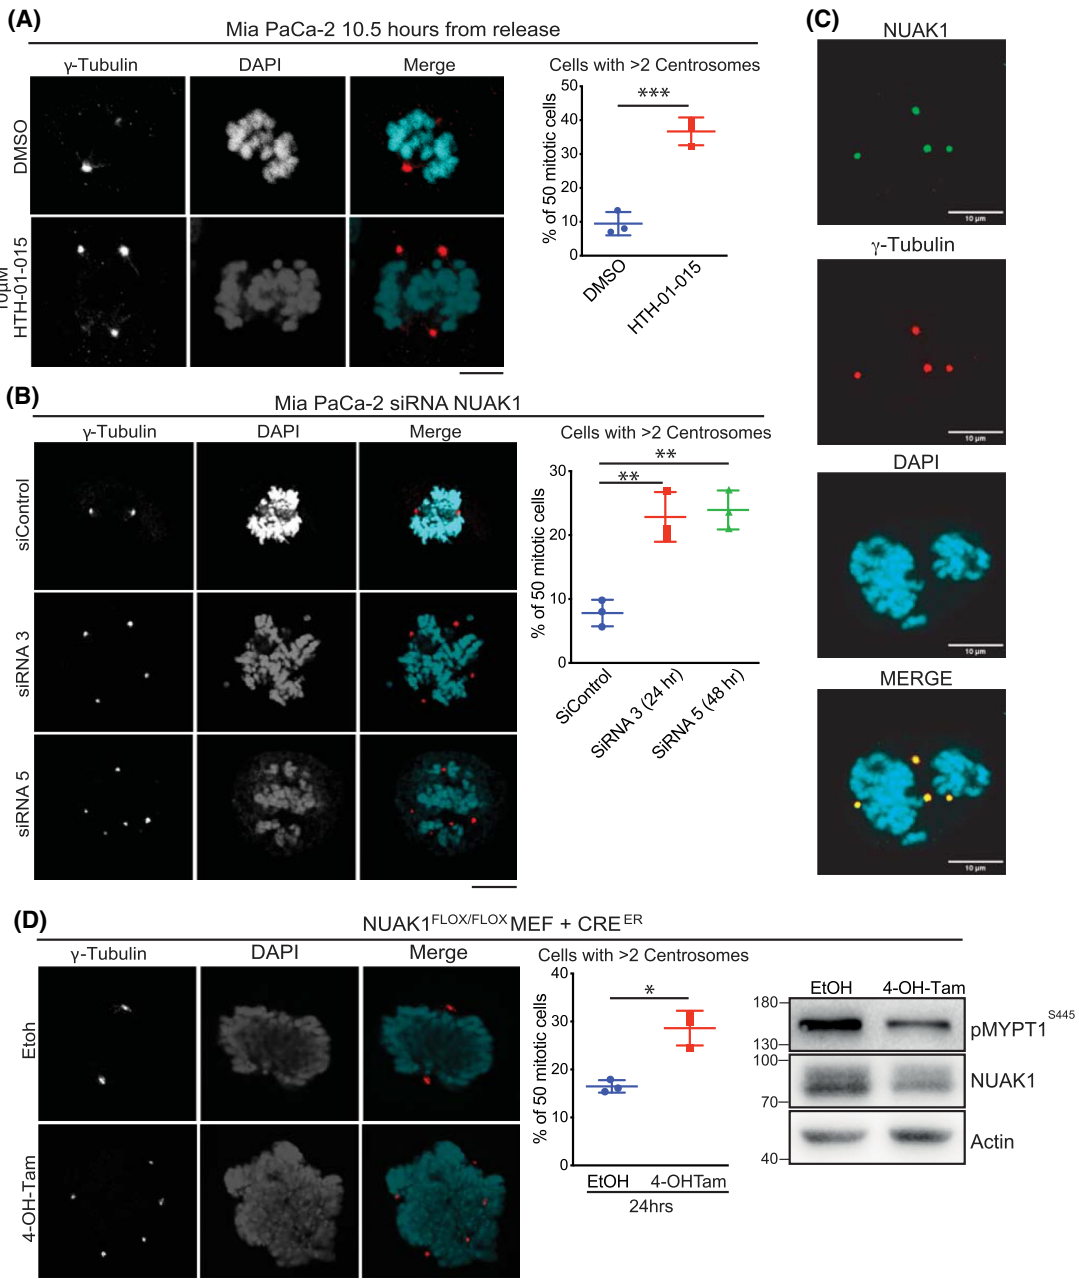 (A)
Mia PaCa-2 10.5 hours from release
γ-Tubulin DAPI Merge
DMSO
HTH-01-015
Cells with >2 Centrosomes
% of 50 mitotic cells
50
40
30
20
10
0
***
DMSO
HTH-01-015
(B)
Mia PaCa-2 siRNA NUAK1
γ-Tubulin DAPI Merge
siControl
siRNA 3
siRNA 5
Cells with >2 Centrosomes
% of 50 mitotic cells
30
20
10
0
**
**
SiControl
SiRNA 3 (24 hr)
SiRNA 5 (48 hr)
(C)
NUAK1
10 µm
γ-Tubulin
10 µm
DAPI
10 µm
MERGE
10 µm
(D)
NUAK1 FLOX/FLOX MEF + CRE ER
γ-Tubulin DAPI Merge
Etoh
4-OH-Tam
Cells with >2 Centrosomes
% of 50 mitotic cells
40
30
20
10
0
*
EtOH 4-OHTam
24hrs
EtOH 4-OH-Tam
180
130
pMYPT1 S445
100
70
NUAK1
40
Actin